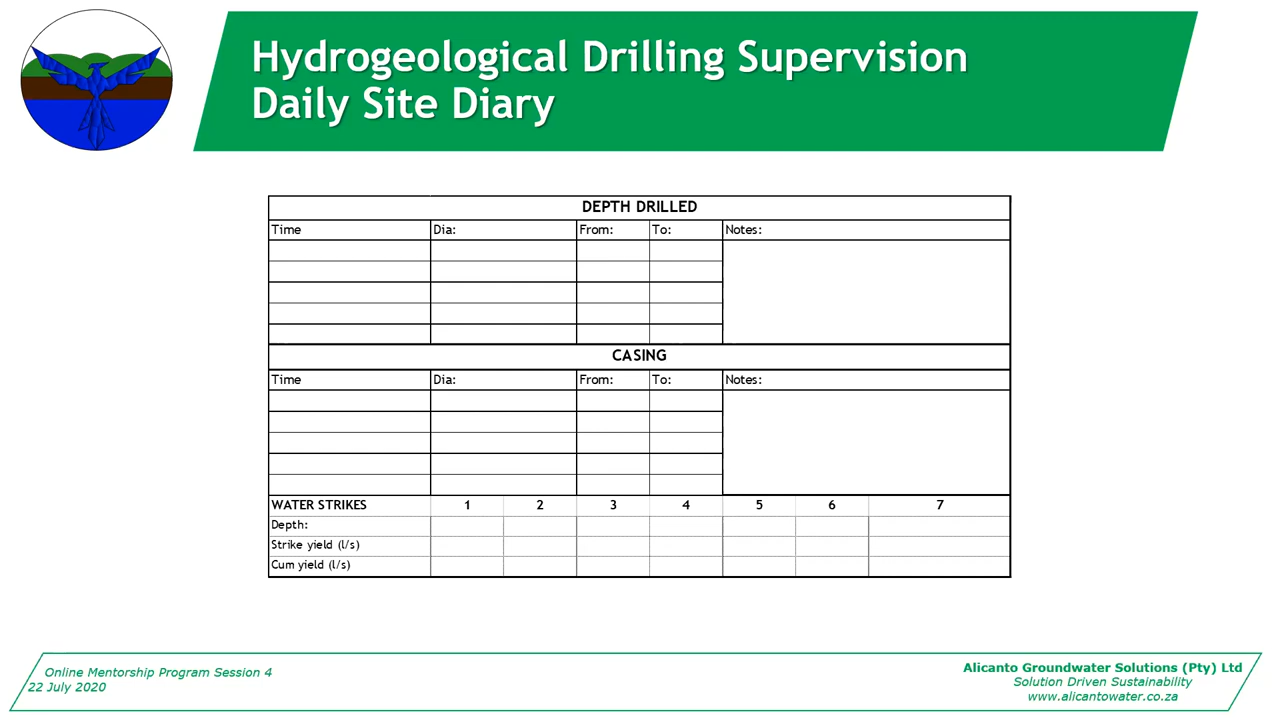 Hydrogeological Drilling Supervision
Daily Site Diary
DEPTH DRILLED
Time Dia: From: To: Notes:
CASING
Time Dia: From: To: Notes:
WATER STRIKES 1 2 3 4 5 6 7
Depth:
Strike yield (l/s)
Cum yield (l/s)
Online Mentorship Program Session 4
22 July 2020
Alicanto Groundwater Solutions (Pty) Ltd
Solution Driven Sustainability
www.alicantowater.co.za